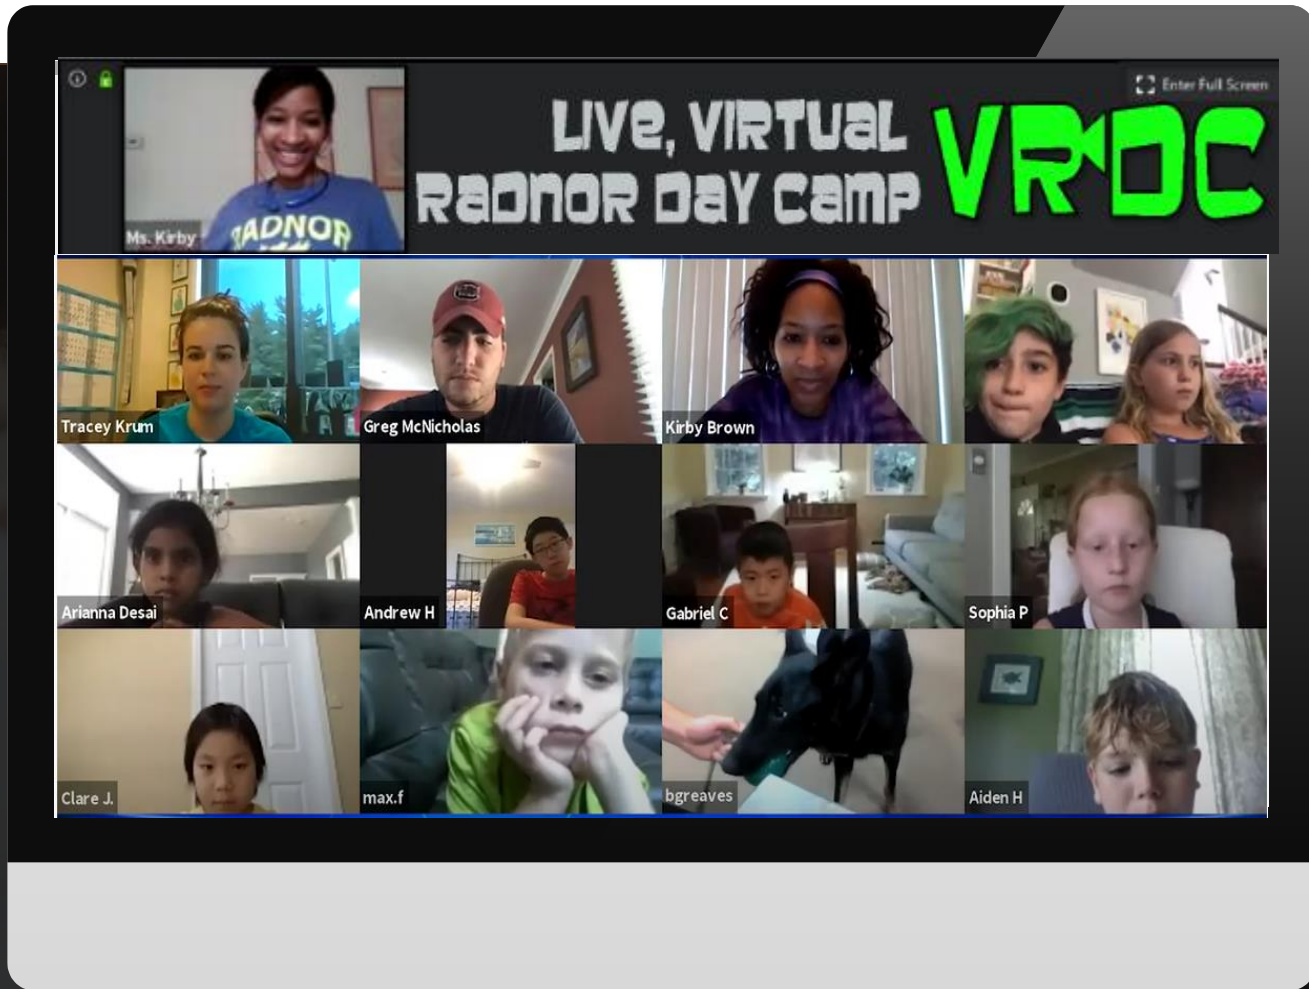 Enter Full Screen
LIVE, VIRTUAL
RADNOR DAY CAMP
VRDC
RADNOR
Ms. Kirby
Tracey Krum
Greg McNicholas
Kirby Brown
Arianna Desai
Andrew H
Gabriel C
Sophia P
Clare J.
max.f
bgreaves
Aiden H